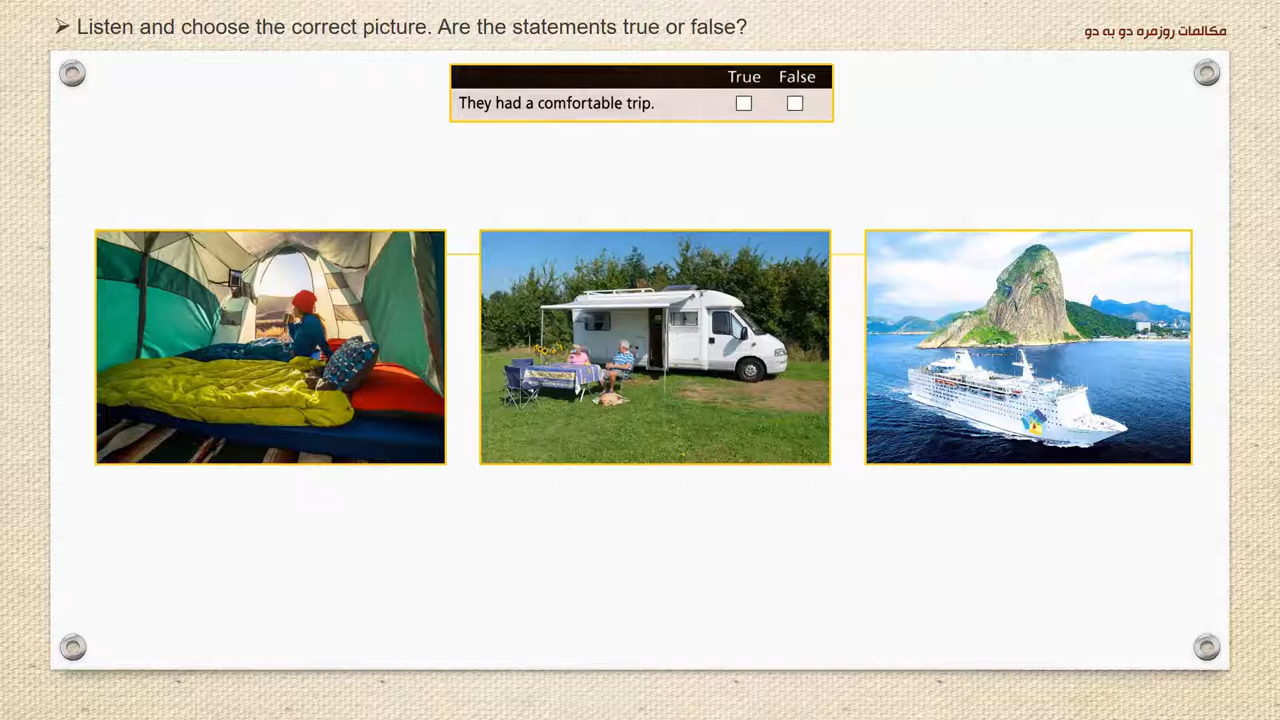 ➢ Listen and choose the correct picture. Are the statements true or false?
مکالمات روزمره دو به دو
True False
They had a comfortable trip. ☐ ☐